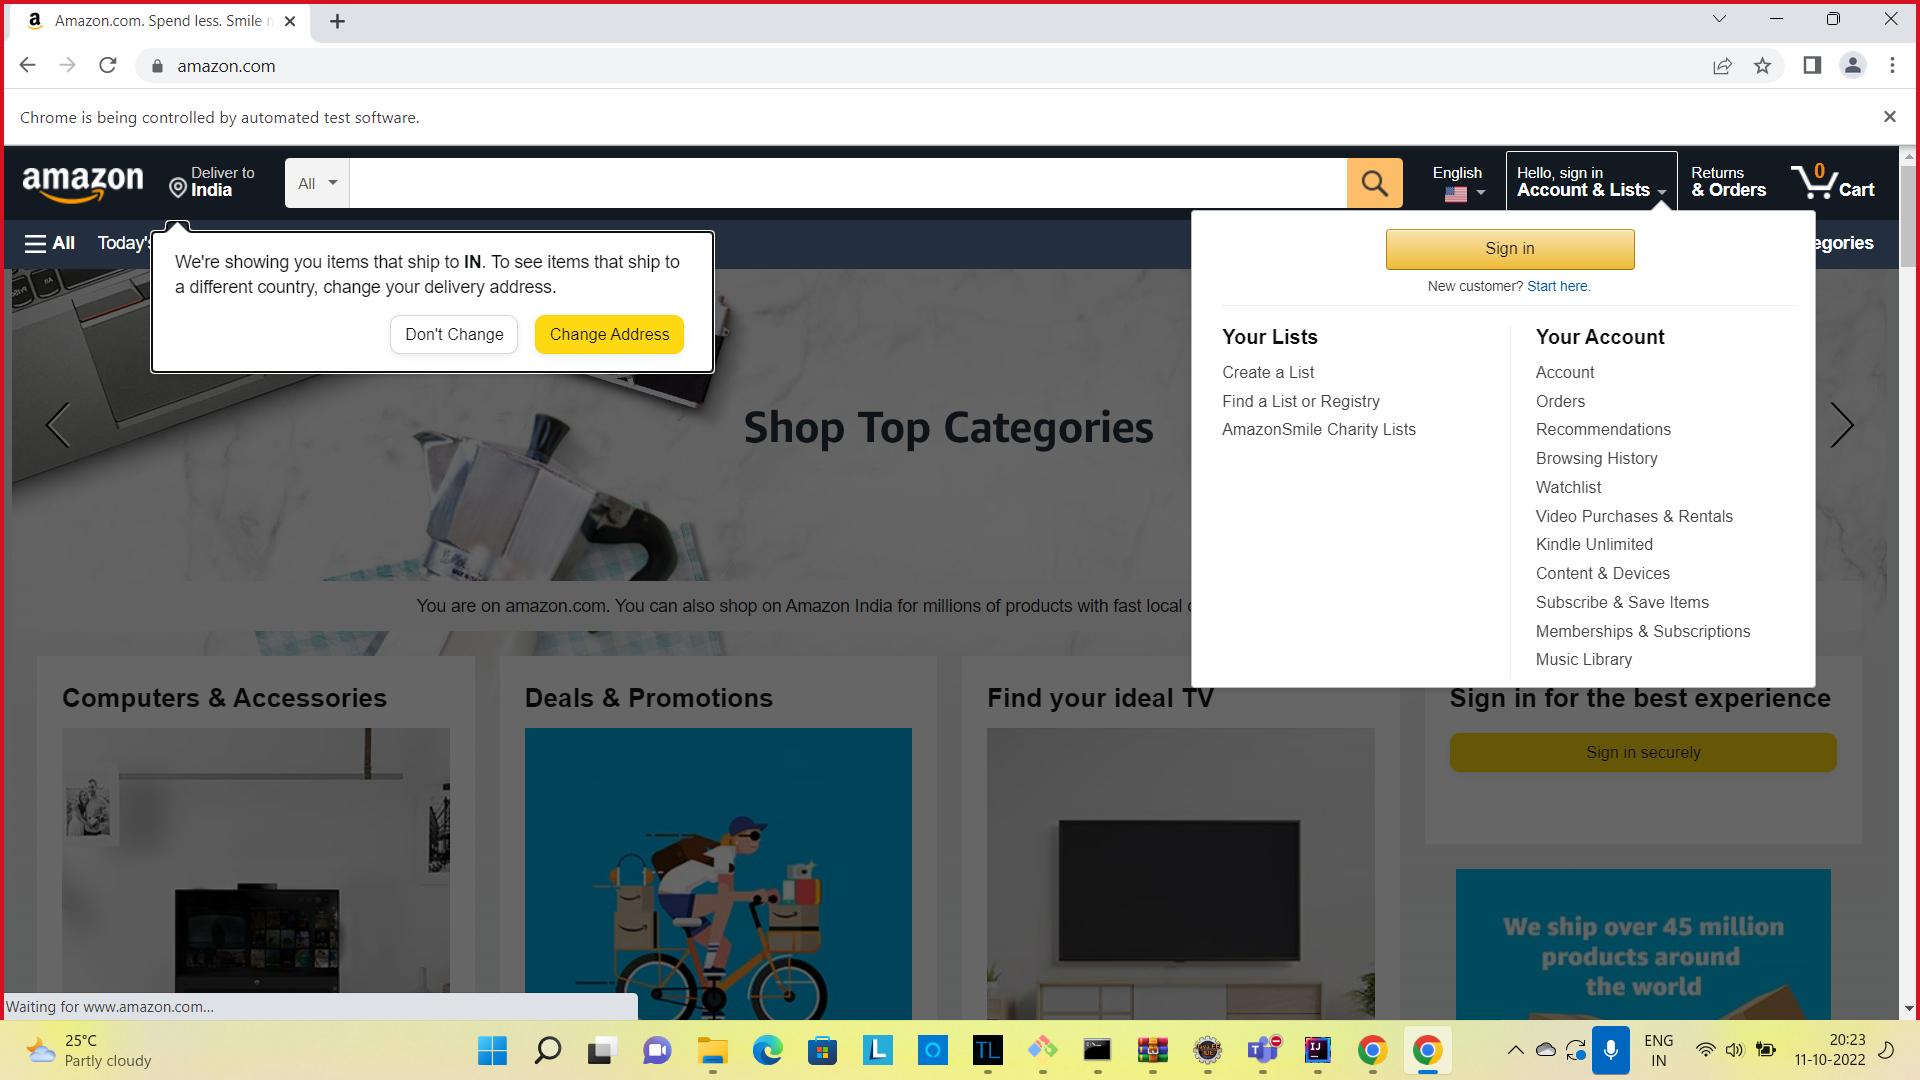 Amazon.com. Spend less. Smile m
amazon.com
Chrome is being controlled by automated test software.
amazon
Deliver to
India
All
English
Hello, sign in
Account & Lists
Returns
& Orders
0
Cart
All
Today's
egories
We're showing you items that ship to IN. To see items that ship to
a different country, change your delivery address.
Don't Change
Change Address
Sign in
New customer? Start here.
Your Lists
Create a List
Find a List or Registry
AmazonSmile Charity Lists
Your Account
Account
Orders
Recommendations
Browsing History
Watchlist
Video Purchases & Rentals
Kindle Unlimited
Content & Devices
Subscribe & Save Items
Memberships & Subscriptions
Music Library
Shop Top Categories
You are on amazon.com. You can also shop on Amazon India for millions of products with fast local
Computers & Accessories
Deals & Promotions
Find your ideal TV
Sign in for the best experience
Sign in securely
We ship over 45 million
products around
the world
Waiting for www.amazon.com...
25°C
Partly cloudy
L
TL
T
IJ
ENG
IN
20:23
11-10-2022